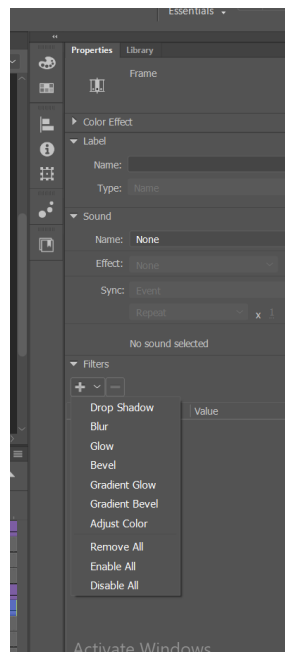 Essentials
Properties Library
Frame
Color Effect
Label
Name:
Type: Name
Sound
Name: None
Effect: None
Sync: Event
Repeat x 1
No sound selected
Filters
Value
Drop Shadow
Blur
Glow
Bevel
Gradient Glow
Gradient Bevel
Adjust Color
Remove All
Enable All
Disable All
Activate Windows